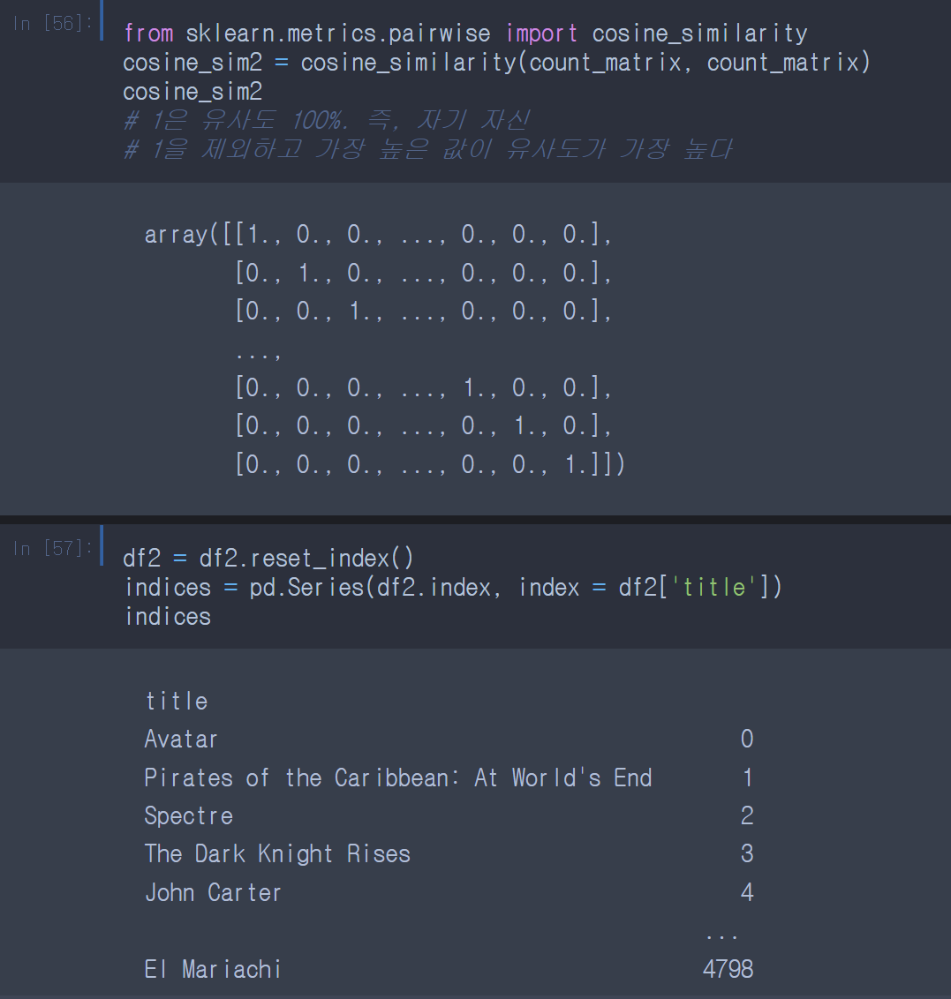 In [56]:
from sklearn.metrics.pairwise import cosine_similarity
cosine_sim2 = cosine_similarity(count_matrix, count_matrix)
cosine_sim2
# 1은 유사도 100%. 즉, 자기 자신
# 1을 제외하고 가장 높은 값이 유사도가 가장 높다
array([[1., 0., 0., ..., 0., 0., 0.],
[0., 1., 0., ..., 0., 0., 0.],
[0., 0., 1., ..., 0., 0., 0.],
...,
[0., 0., 0., ..., 1., 0., 0.],
[0., 0., 0., ..., 0., 1., 0.],
[0., 0., 0., ..., 0., 0., 1.]])
In [57]:
df2 = df2.reset_index()
indices = pd.Series(df2.index, index = df2['title'])
indices
title
Avatar 0
Pirates of the Caribbean: At World's End 1
Spectre 2
The Dark Knight Rises 3
John Carter 4
...
El Mariachi 4798